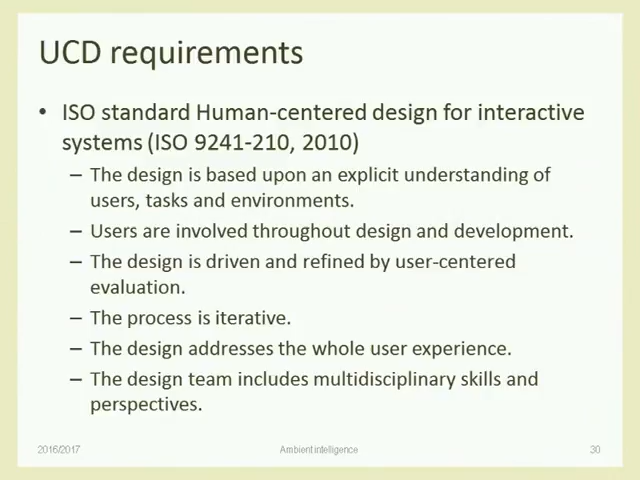 UCD requirements
• ISO standard Human-centered design for interactive
systems (ISO 9241-210, 2010)
– The design is based upon an explicit understanding of
users, tasks and environments.
– Users are involved throughout design and development.
– The design is driven and refined by user-centered
evaluation.
– The process is iterative.
– The design addresses the whole user experience.
– The design team includes multidisciplinary skills and
perspectives.
2016/2017 Ambient intelligence 30